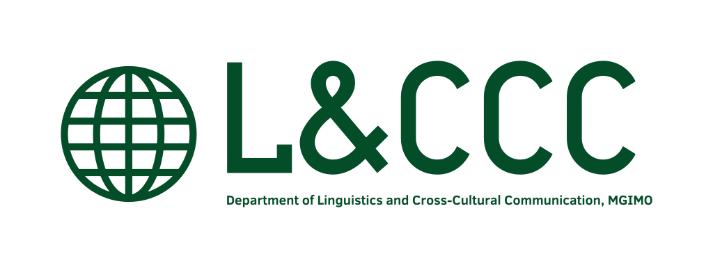 L&CCC
Department of Linguistics and Cross-Cultural Communication, MGIMO